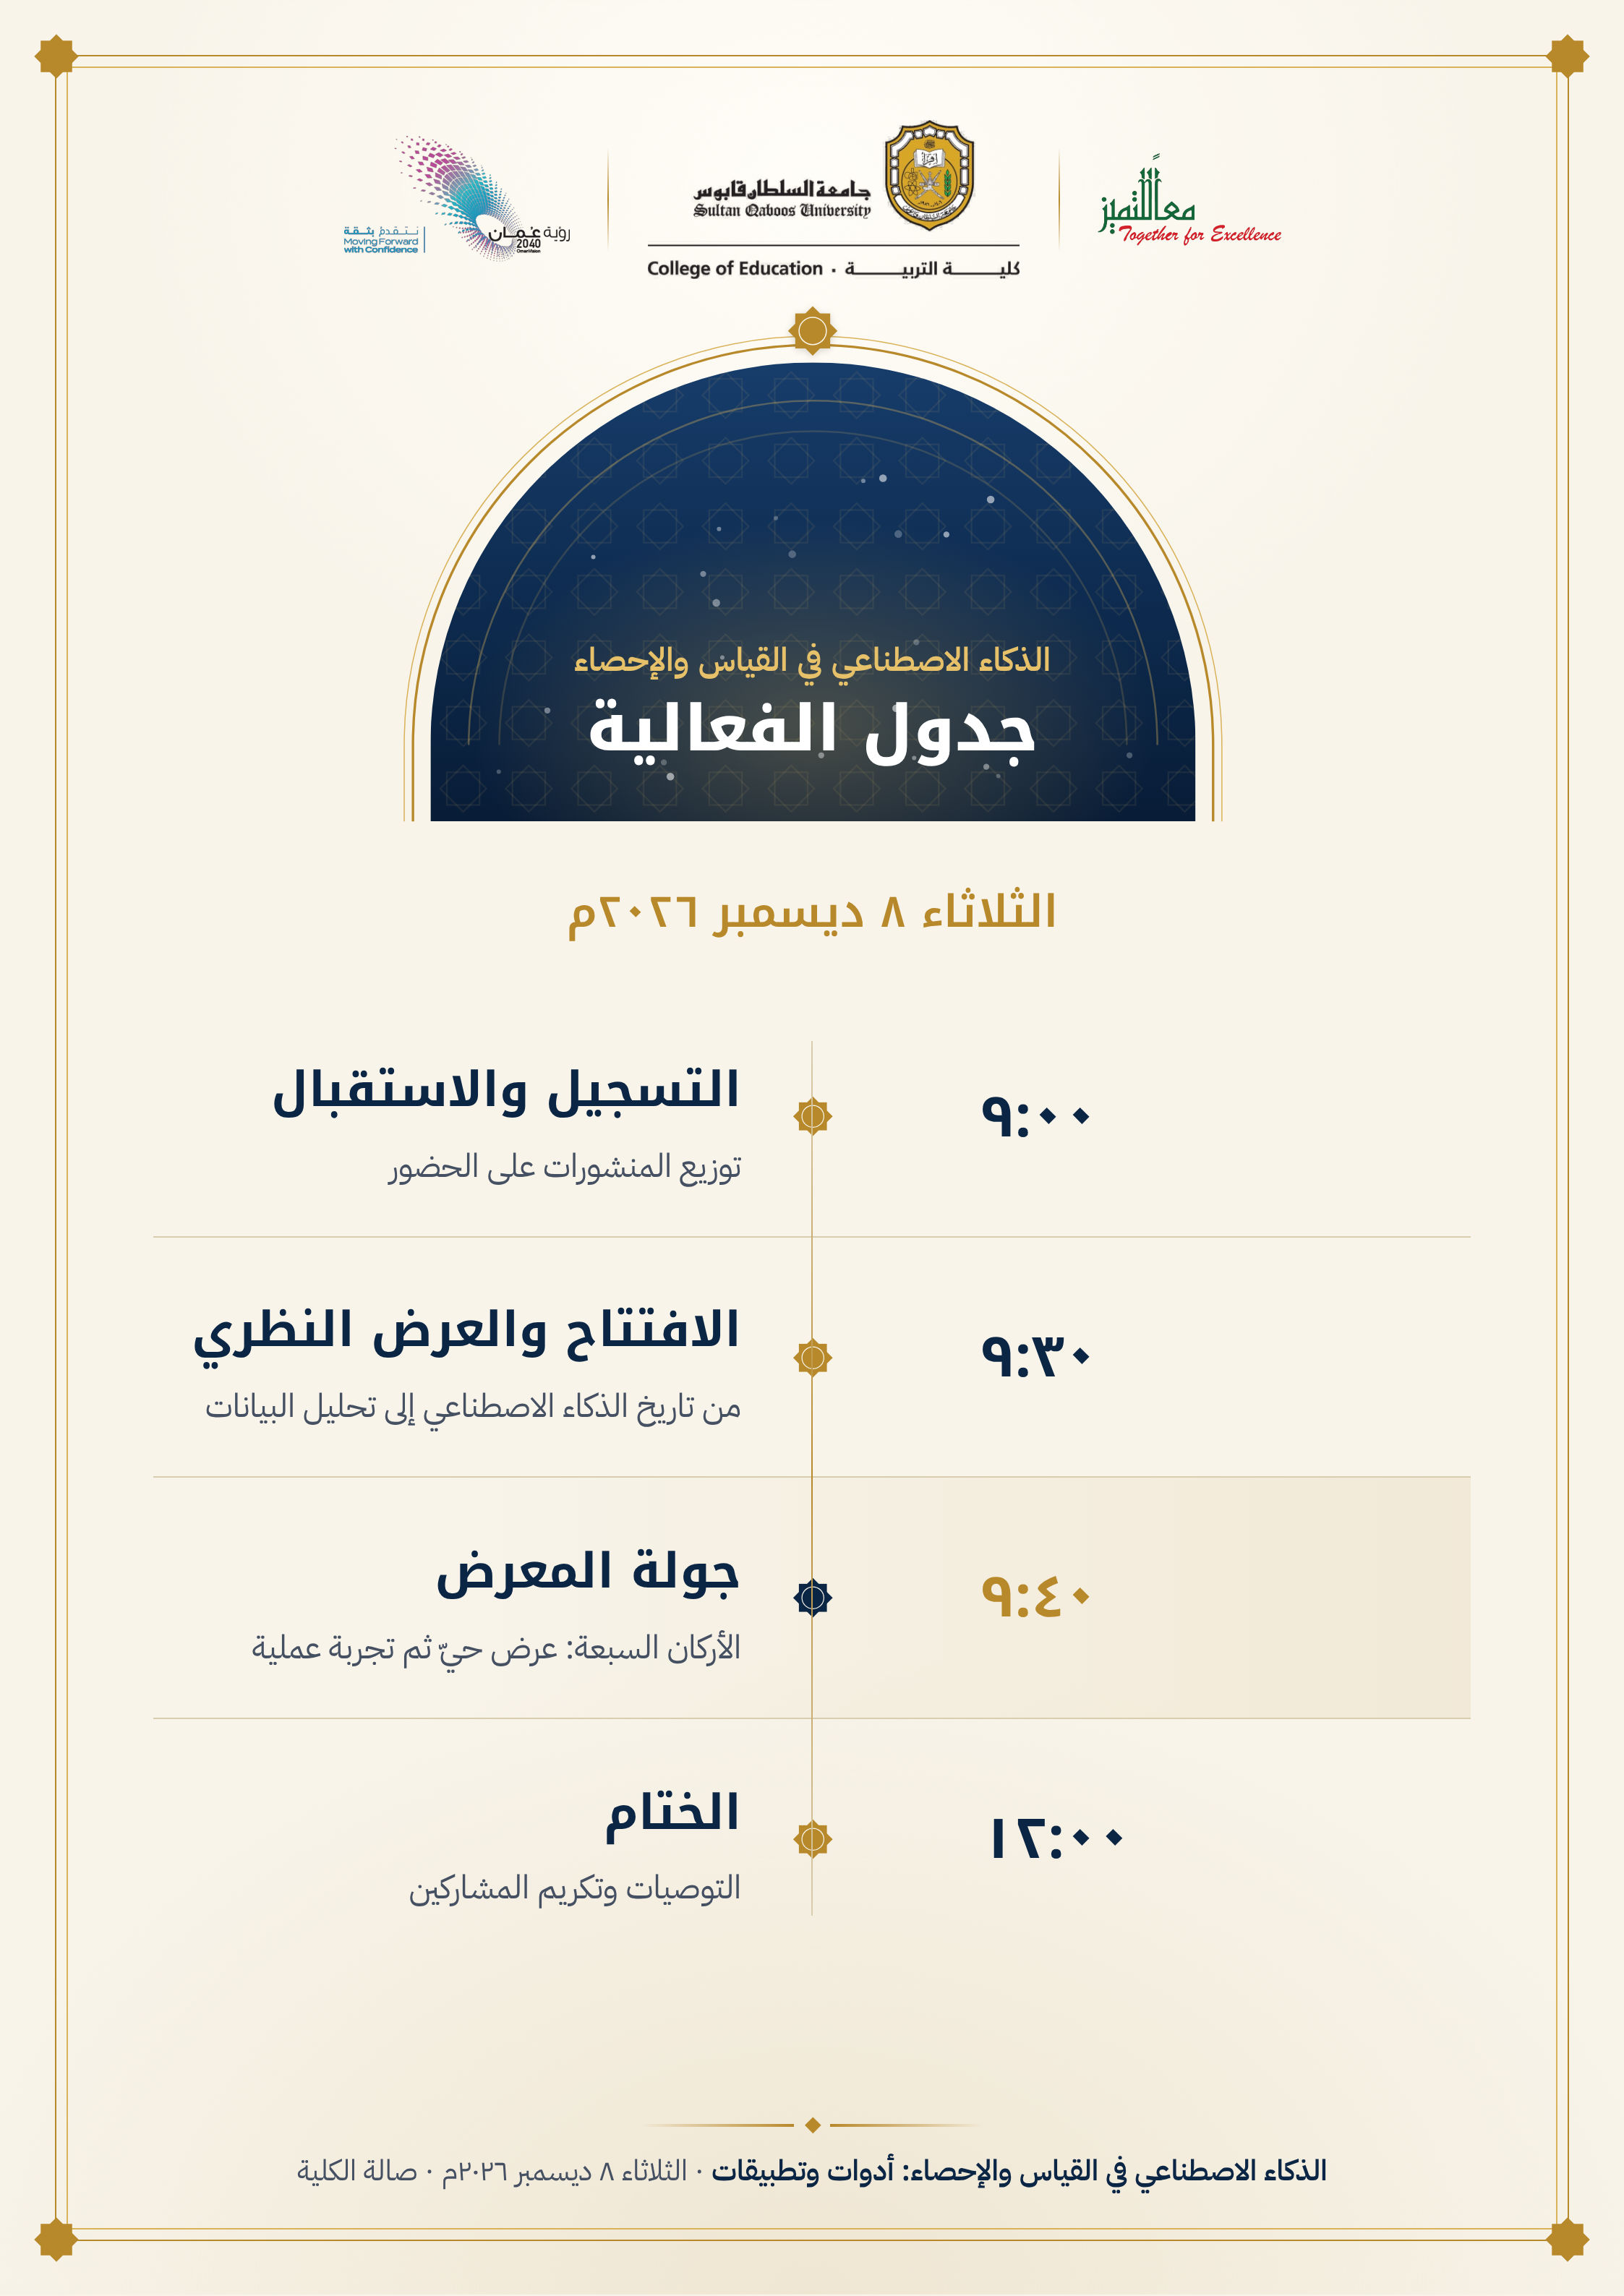 معاً للتميز
Together for Excellence
جامعة السلطان قابوس
Sultan Qaboos University
كليـــــــة التربيـــــــة · College of Education
رؤية عُمان
2040
OmanVision
نتقدم بثقة
Moving Forward
with Confidence
الذكاء الاصطناعي في القياس والإحصاء
جدول الفعالية
الثلاثاء ٨ ديسمبر ٢٠٢٦م
٩:٠٠
التسجيل والاستقبال
توزيع المنشورات على الحضور
٩:٣٠
الافتتاح والعرض النظري
من تاريخ الذكاء الاصطناعي إلى تحليل البيانات
٩:٤٠
جولة المعرض
الأركان السبعة: عرض حيّ ثم تجربة عملية
١٢:٠٠
الختام
التوصيات وتكريم المشاركين
الذكاء الاصطناعي في القياس والإحصاء: أدوات وتطبيقات · الثلاثاء ٨ ديسمبر ٢٠٢٦م · صالة الكلية